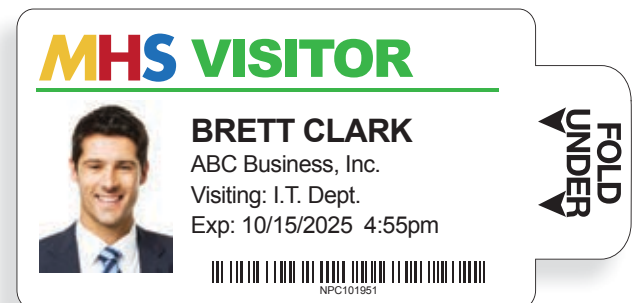 MHS VISITOR
BRETT CLARK
ABC Business, Inc.
Visiting: I.T. Dept.
Exp: 10/15/2025 4:55pm
NPC101951
FOLD
UNDER